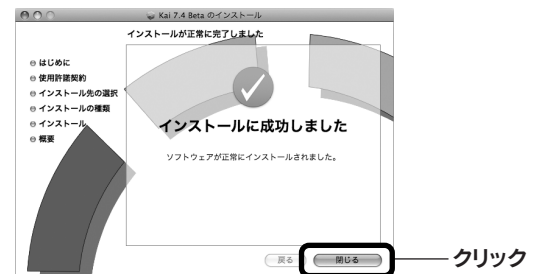 Kai 7.4 Beta のインストール
インストールが正常に完了しました
はじめに
使用許諾契約
インストール先の選択
インストールの種類
インストール
概要
インストールに成功しました
ソフトウェアが正常にインストールされました。
戻る
閉じる
クリック